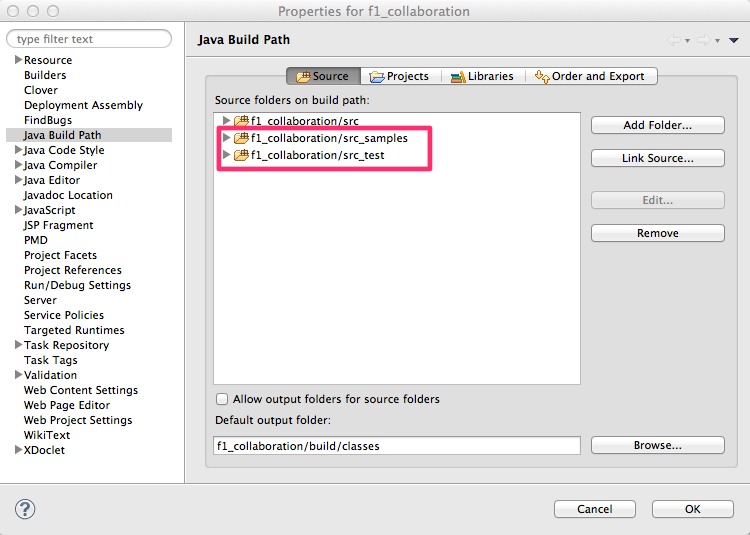 Properties for f1_collaboration
type filter text
Resource
Builders
Clover
Deployment Assembly
FindBugs
Java Build Path
Java Code Style
Java Compiler
Java Editor
Javadoc Location
JavaScript
JSP Fragment
PMD
Project Facets
Project References
Run/Debug Settings
Server
Service Policies
Targeted Runtimes
Task Repository
Task Tags
Validation
Web Content Settings
Web Page Editor
Web Project Settings
WikiText
XDoclet
Java Build Path
Source Projects Libraries Order and Export
Source folders on build path:
f1_collaboration/src
f1_collaboration/src_samples
f1_collaboration/src_test
Add Folder...
Link Source...
Edit...
Remove
Allow output folders for source folders
Default output folder:
f1_collaboration/build/classes
Browse...
?
Cancel
OK